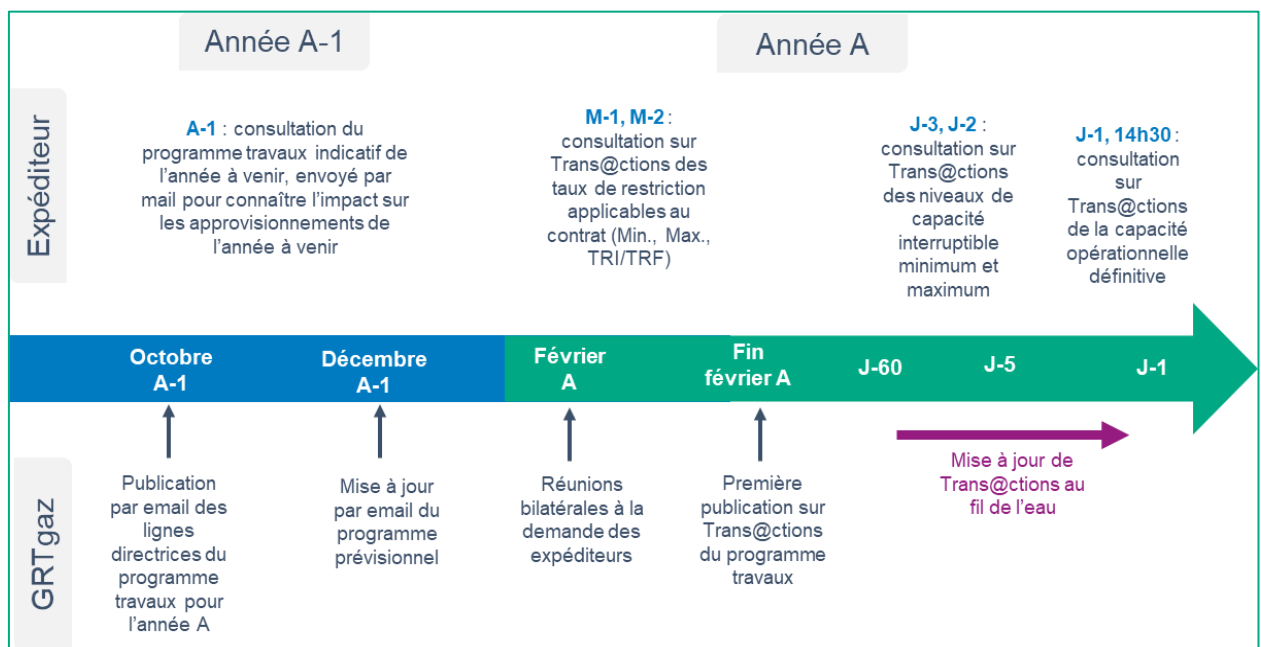 Année A-1
Année A
Expéditeur
A-1 : consultation du
programme travaux indicatif de
l’année à venir, envoyé par
mail pour connaître l’impact sur
les approvisionnements de
l’année à venir
M-1, M-2 :
consultation sur
Trans@ctions des
taux de restriction
applicables au
contrat (Min., Max.,
TRI/TRF)
J-3, J-2 :
consultation sur
Trans@ctions
des niveaux de
capacité
interruptible
minimum et
maximum
J-1, 14h30 :
consultation
sur
Trans@ctions
de la capacité
opérationnelle
définitive
Octobre
A-1
Décembre
A-1
Février
A
Fin
février A
J-60
J-5
J-1
GRTgaz
Publication
par email des
lignes
directrices du
programme
travaux pour
l’année A
Mise à jour
par email du
programme
prévisionnel
Réunions
bilatérales à la
demande des
expéditeurs
Première
publication sur
Trans@ctions
du programme
travaux
Mise à jour de
Trans@ctions au
fil de l’eau